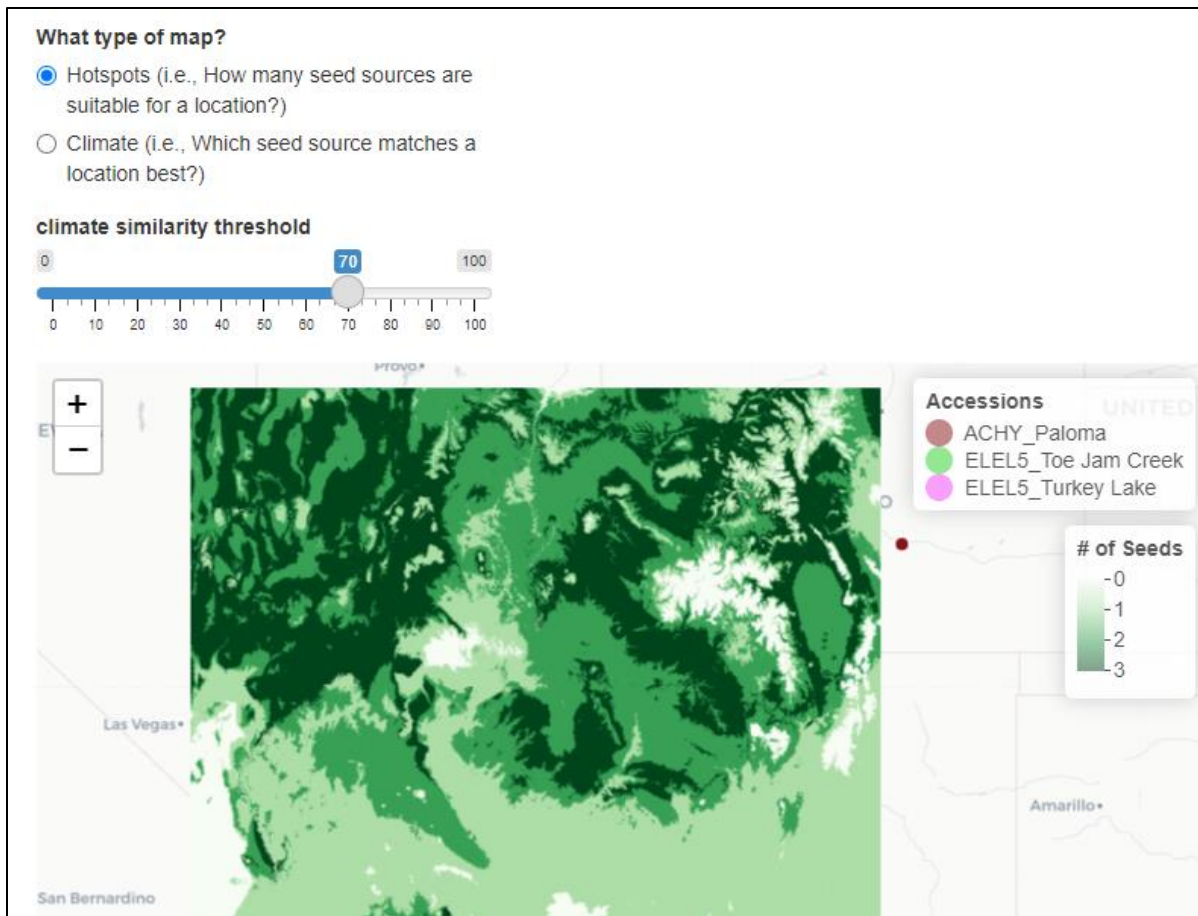 What type of map?
Hotspots (i.e., How many seed sources are
suitable for a location?)
Climate (i.e., Which seed source matches a
location best?)
climate similarity threshold
0 70 100
0 10 20 30 40 50 60 70 80 90 100
Provo
+
−
Accessions
UNITED
ACHY_Paloma
ELEL5_Toe Jam Creek
ELEL5_Turkey Lake
# of Seeds
0
1
2
3
Las Vegas
Amarillo
San Bernardino